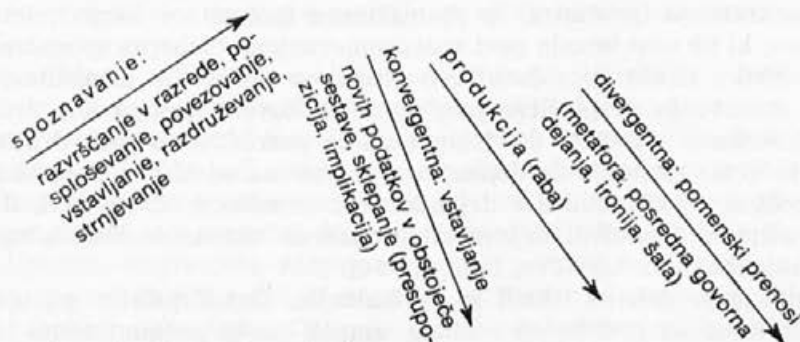 spoznavanje:
razvrščanje v razrede, po-
sploševanje, povezovanje,
vstavljanje, razdruževanje
strnjevanje
konvergentna: vstavljanje
novih podatkov v obstoječe
sestave, sklepanje (presupo-
zicija, implikacija)
produkcija (raba)
divergentna: pomenski prenosi
(metafora, posredna govorna
dejanja, ironija, šala)